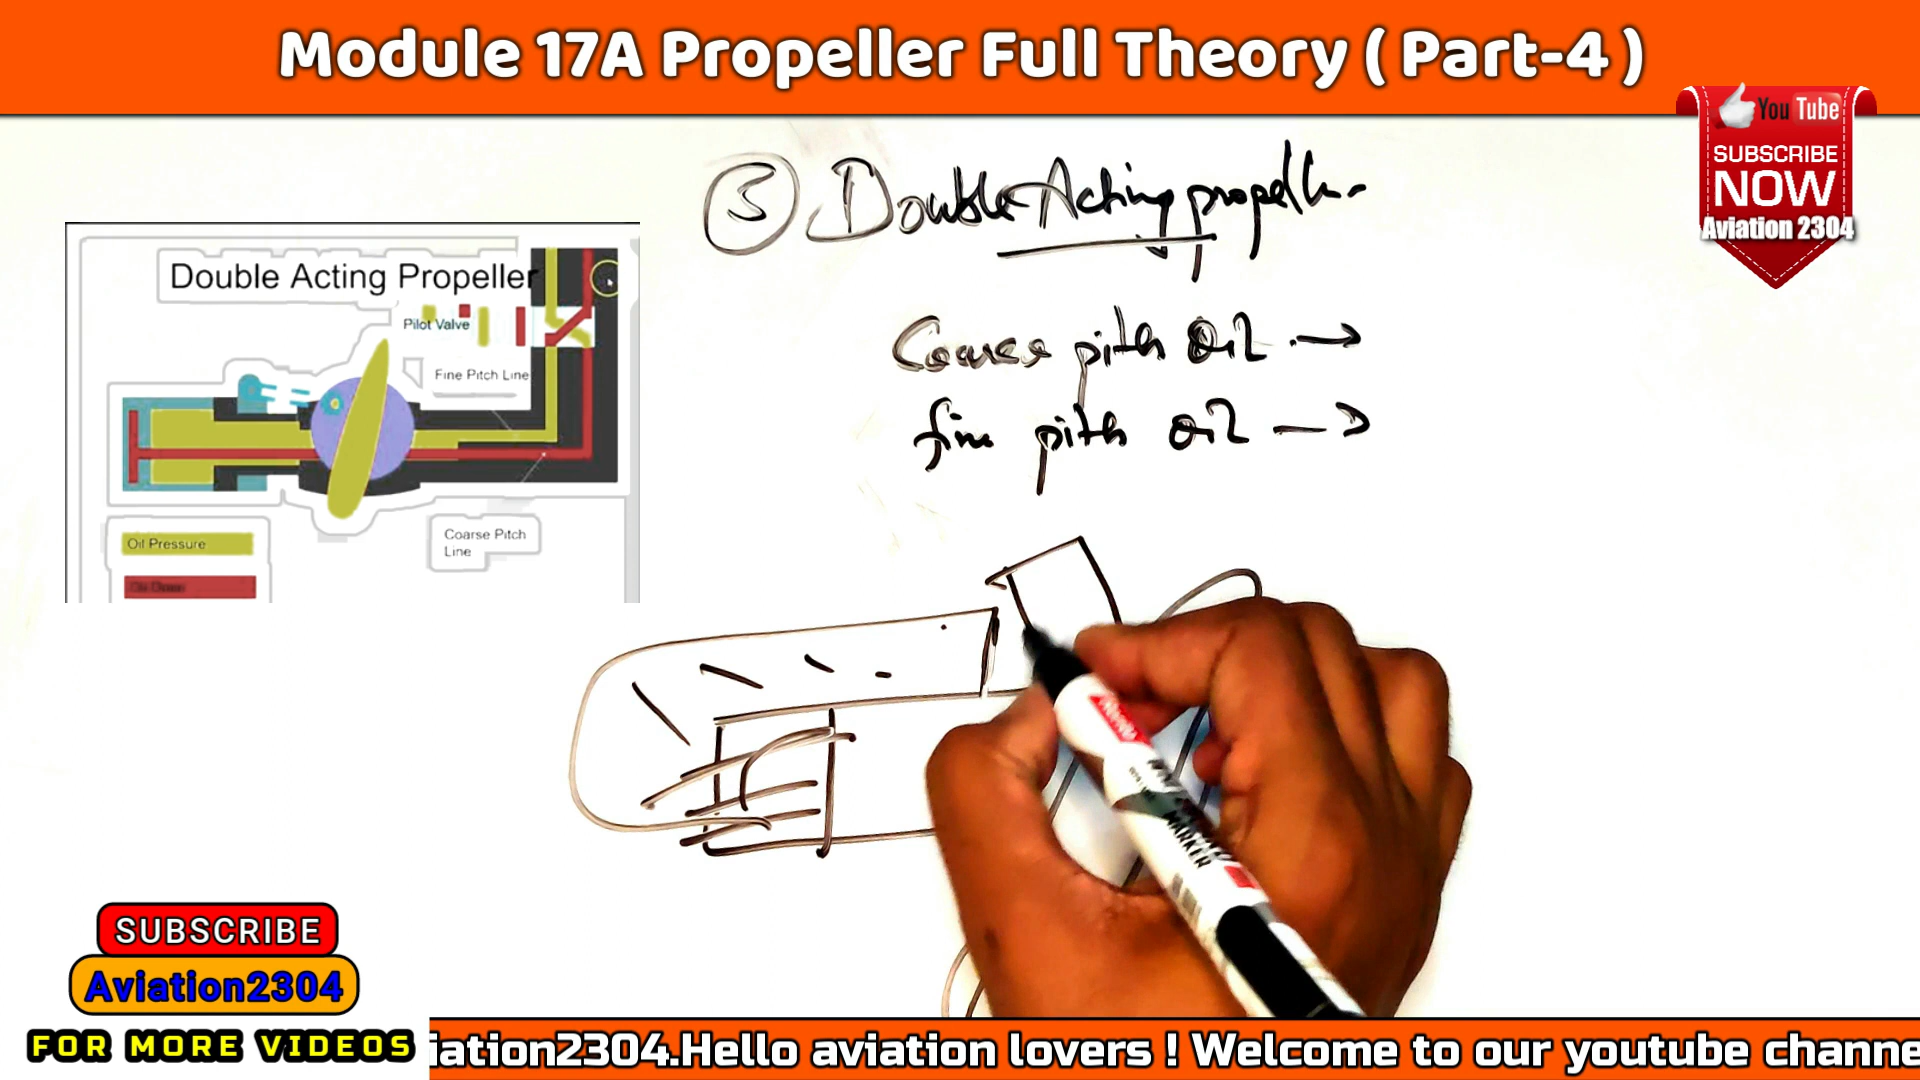 Module 17A Propeller Full Theory ( Part-4 )
You Tube
SUBSCRIBE
NOW
Aviation 2304
③ Double Acting propeller
Double Acting Propeller
Pilot Valve
Fine Pitch Line
Coarse pitch oil →
fine pitch oil →
Coarse Pitch
Line
Oil Pressure
MARKER
SUBSCRIBE
Aviation2304
FOR MORE VIDEOS
iation2304.Hello aviation lovers ! Welcome to our youtube channe